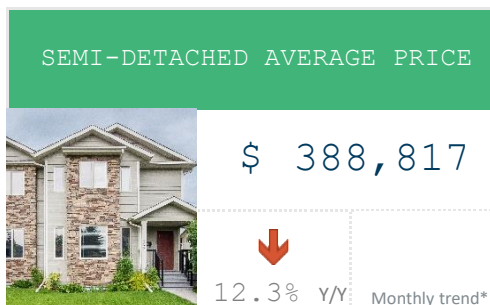 SEMI-DETACHED AVERAGE PRICE
$ 388,817
12.3% Y/Y
Monthly trend*